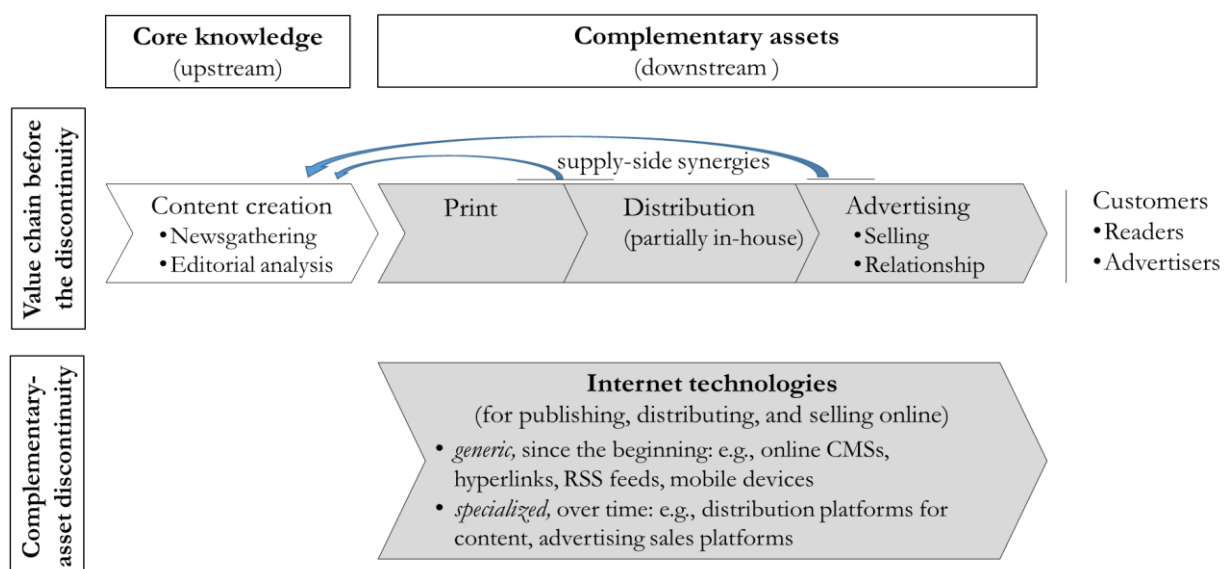 Core knowledge
(upstream)
Complementary assets
(downstream )
Value chain before
the discontinuity
supply-side synergies
Content creation
•Newsgathering
•Editorial analysis
Print
Distribution
(partially in-house)
Advertising
•Selling
•Relationship
Customers
•Readers
•Advertisers
Complementary-
asset discontinuity
Internet technologies
(for publishing, distributing, and selling online)
• generic, since the beginning: e.g., online CMSs,
hyperlinks, RSS feeds, mobile devices
• specialized, over time: e.g., distribution platforms for
content, advertising sales platforms